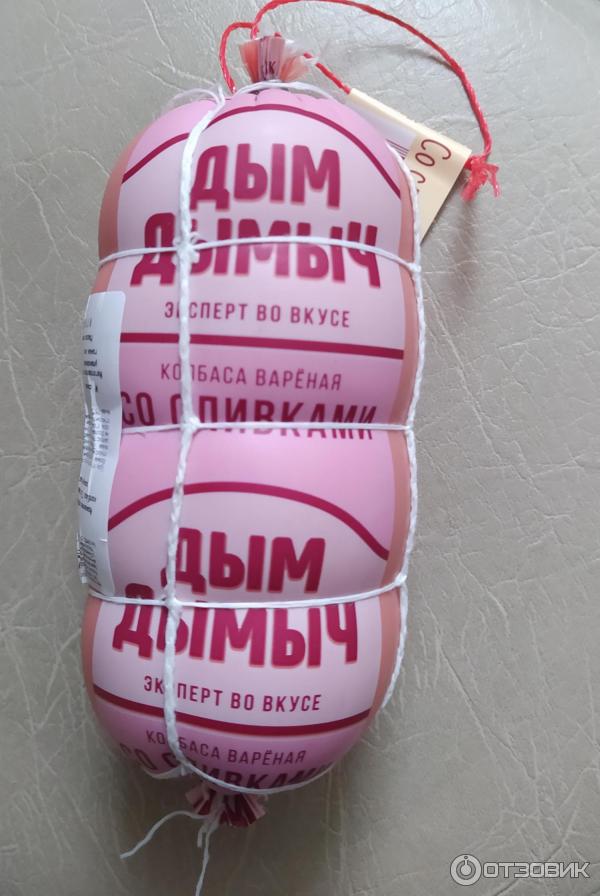 Со с
ДЫМ
ДЫМЫЧ
ЭКСПЕРТ ВО ВКУСЕ
КОЛБАСА ВАРЁНАЯ
СО СЛИВКАМИ
ДЫМ
ДЫМЫЧ
ЭКСПЕРТ ВО ВКУСЕ
КОЛБАСА ВАРЁНАЯ
СО СЛИВКАМИ
ОТЗОВИК